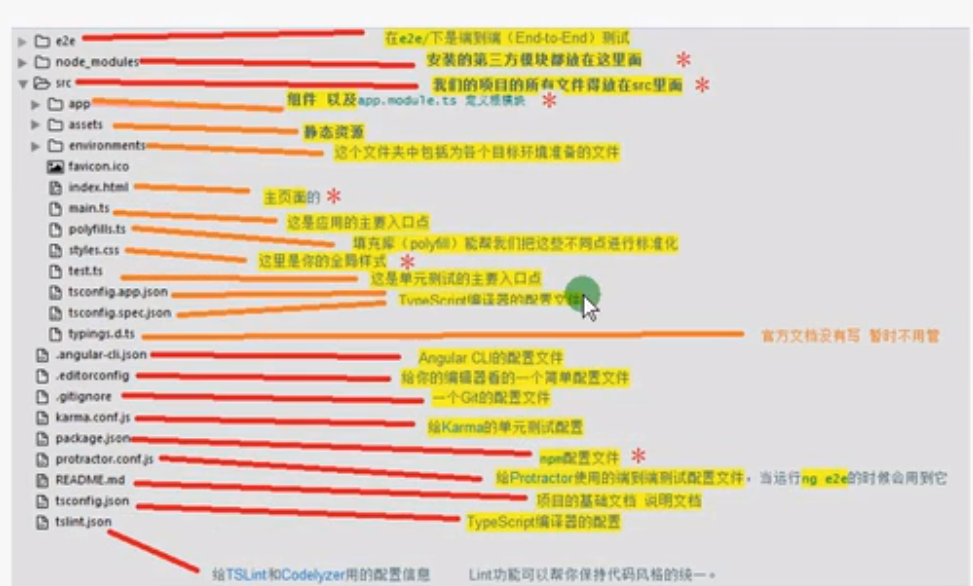 e2e 在e2e/下是端到端（End-to-End）测试
node_modules 安装的第三方模块都放在这里面 *
src 我们的项目的所有文件得放在src里面 *
app 组件 以及app.module.ts 定义根模块 *
assets 静态资源
environments 这个文件夹中包括为各个目标环境准备的文件
favicon.ico
index.html 主页面的 *
main.ts 这是应用的主要入口点
polyfills.ts 填充库（polyfill）能帮我们把这些不同点进行标准化
styles.css 这里是你的全局样式 *
test.ts 这是单元测试的主要入口点
tsconfig.app.json TypeScript编译器的配置文件
tsconfig.spec.json
typings.d.ts 官方文档没有写 暂时不用管
.angular-cli.json Angular CLI的配置文件
.editorconfig 给你的编辑器看的一个简单配置文件
.gitignore 一个Git的配置文件
karma.conf.js 给Karma的单元测试配置
package.json npm配置文件 *
protractor.conf.js 给Protractor使用的端到端测试配置文件，当运行ng e2e的时候会用到它
README.md 项目的基础文档 说明文档
tsconfig.json TypeScript编译器的配置
tslint.json
给TSLint和Codelyzer用的配置信息 Lint功能可以帮你保持代码风格的统一。